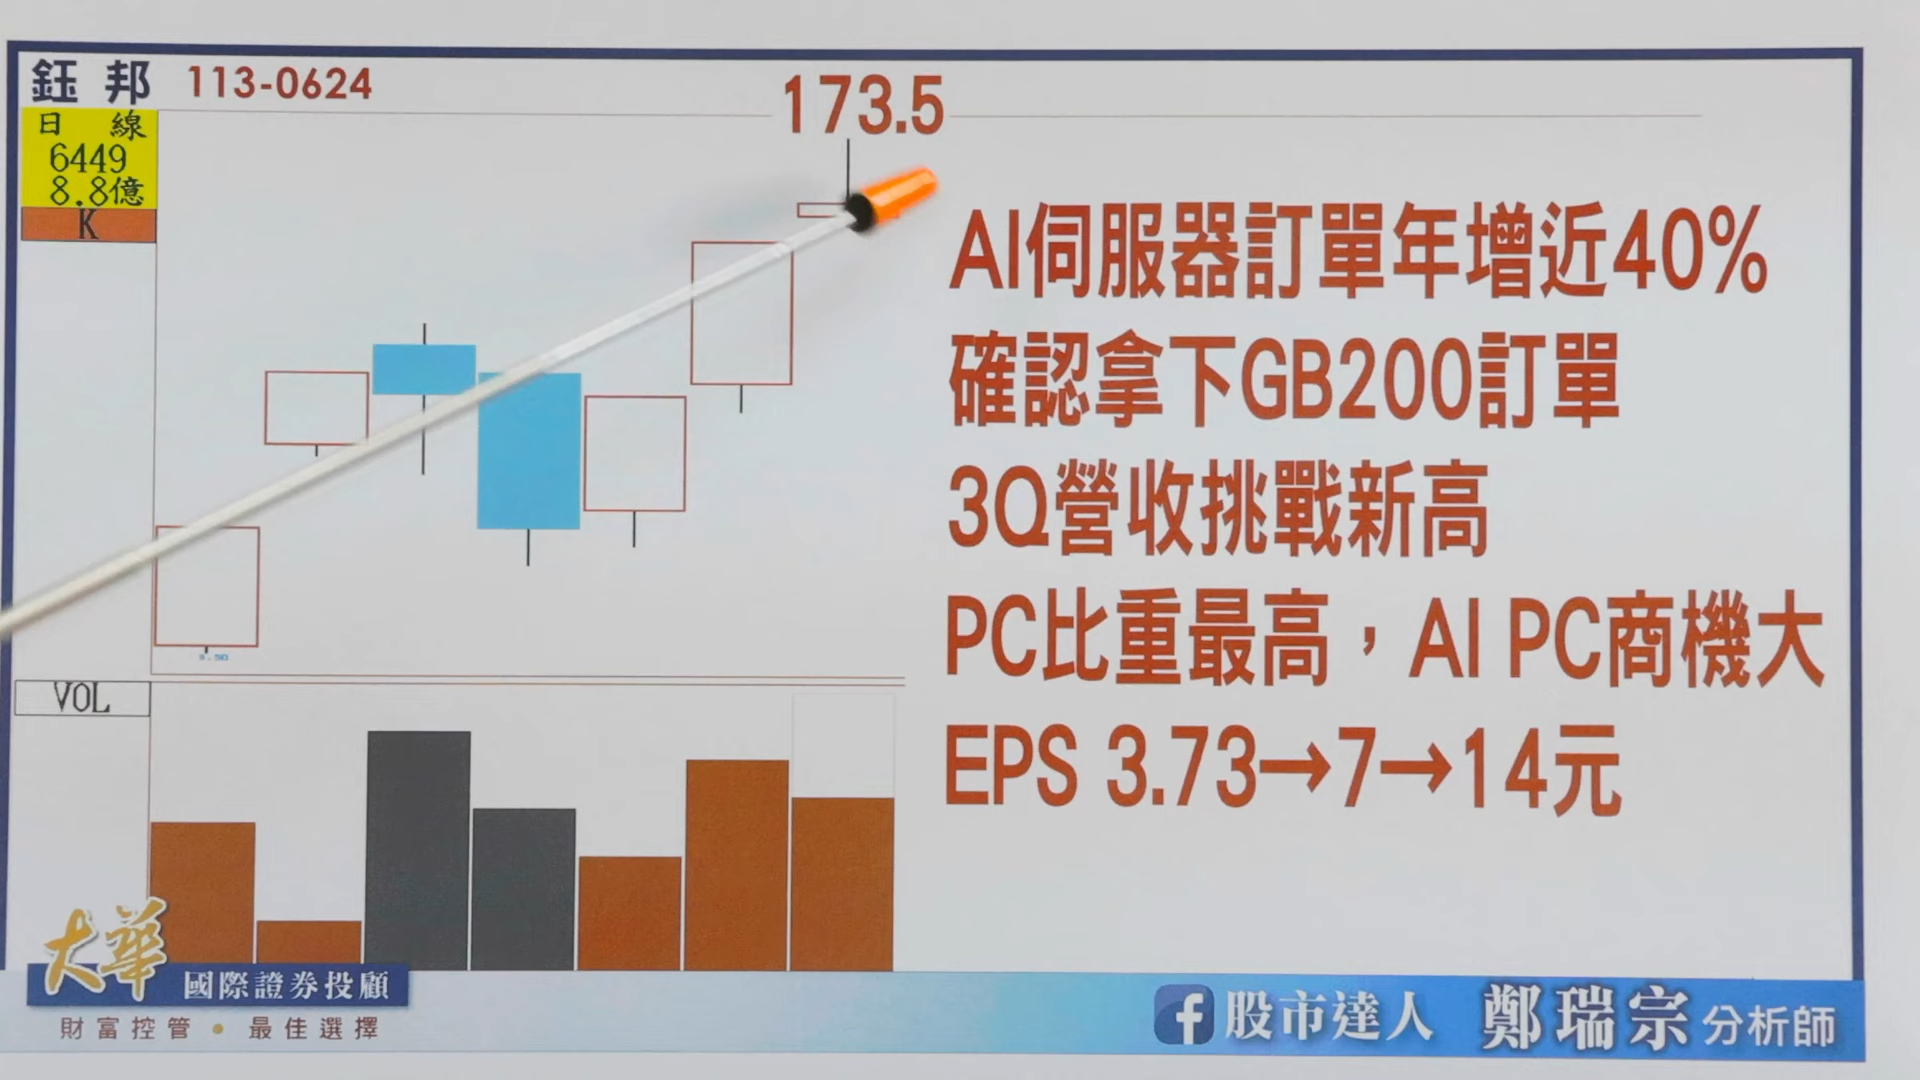 鈺邦 113-0624
173.5
日 線
6449
8.8億
K
AI伺服器訂單年增近40%
確認拿下GB200訂單
3Q營收挑戰新高
PC比重最高，AI PC商機大
EPS 3.73→7→14元
VOL
大華國際證券投顧
財富控管•最佳選擇
股市達人 鄭瑞宗分析師